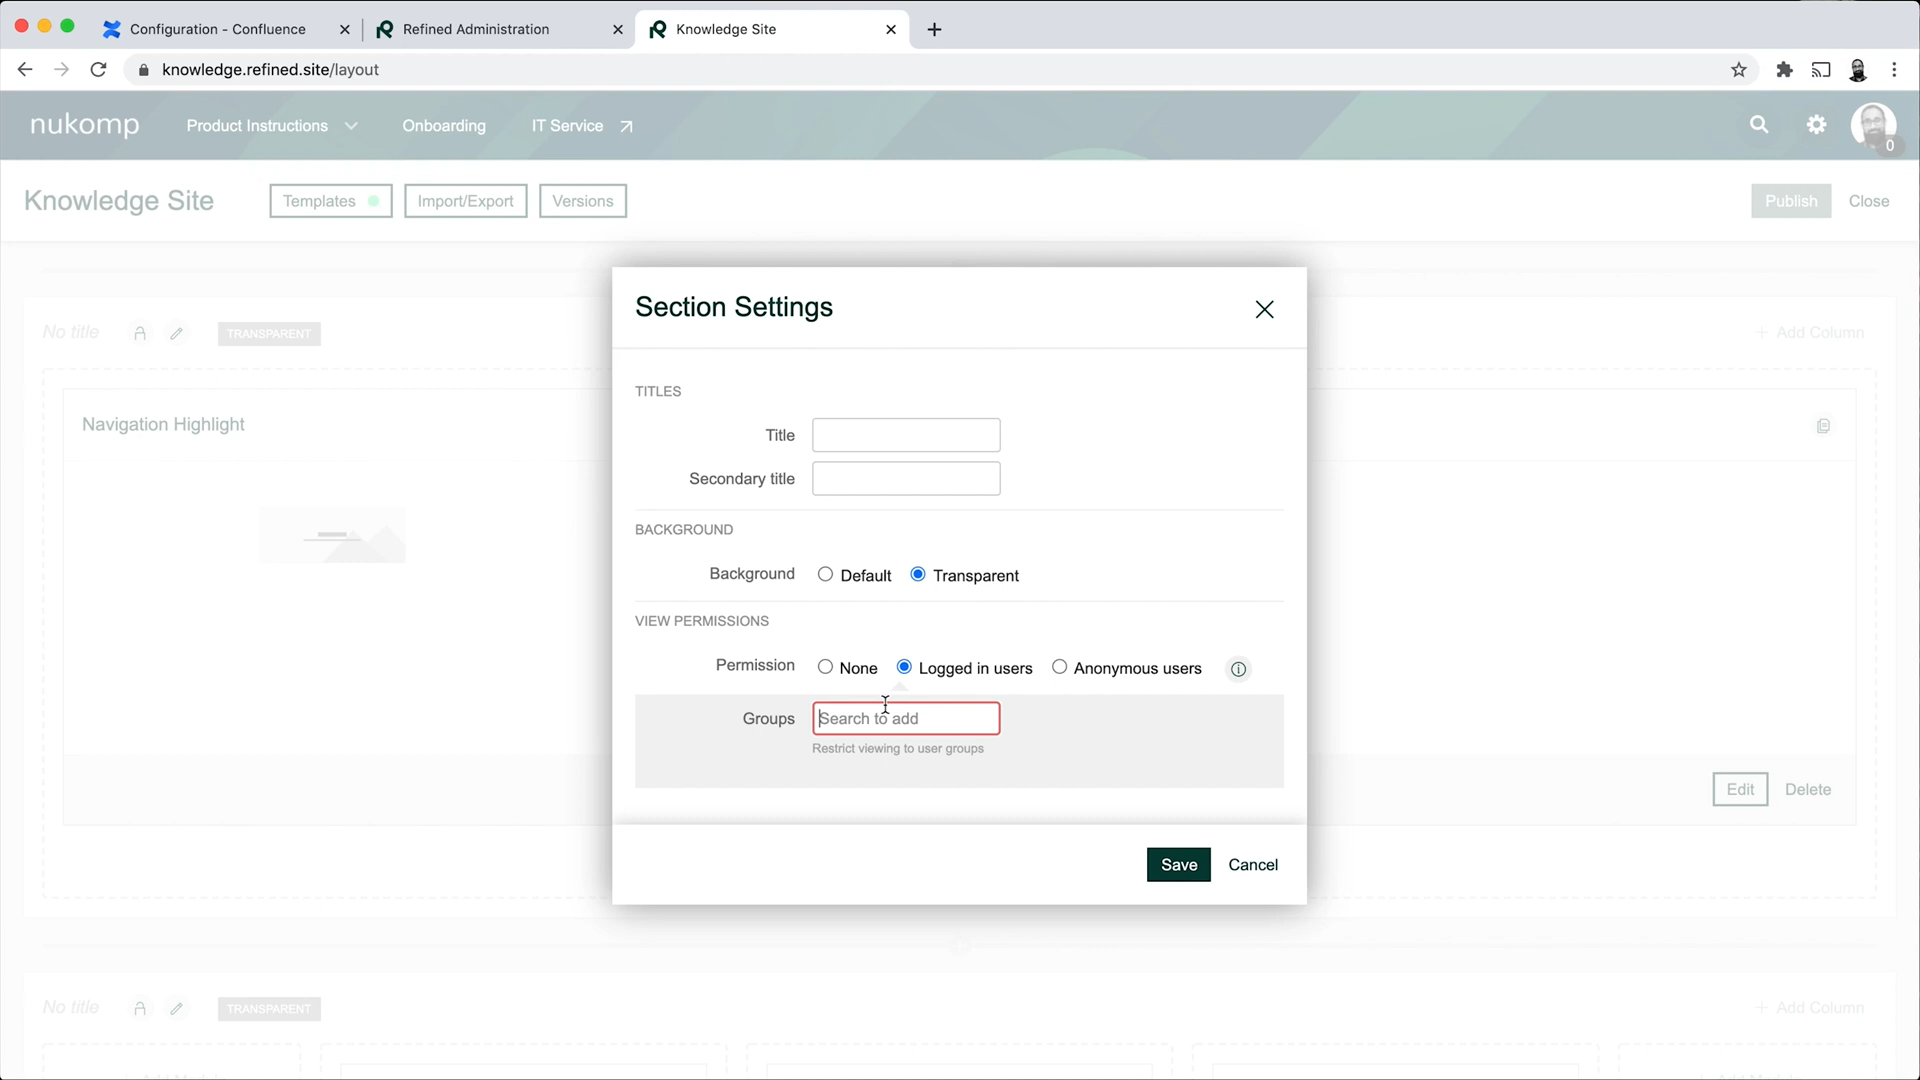 Configuration - Confluence
Refined Administration
Knowledge Site
knowledge.refined.site/layout
nukomp
Product Instructions
Onboarding
IT Service
0
Knowledge Site
Templates
Import/Export
Versions
Publish
Close
Section Settings
No title
TRANSPARENT
+ Add Column
TITLES
Navigation Highlight
Title
Secondary title
BACKGROUND
Background
Default
Transparent
VIEW PERMISSIONS
Permission
None
Logged in users
Anonymous users
Groups
Search to add
Restrict viewing to user groups
Edit
Delete
Save
Cancel
No title
TRANSPARENT
+ Add Column